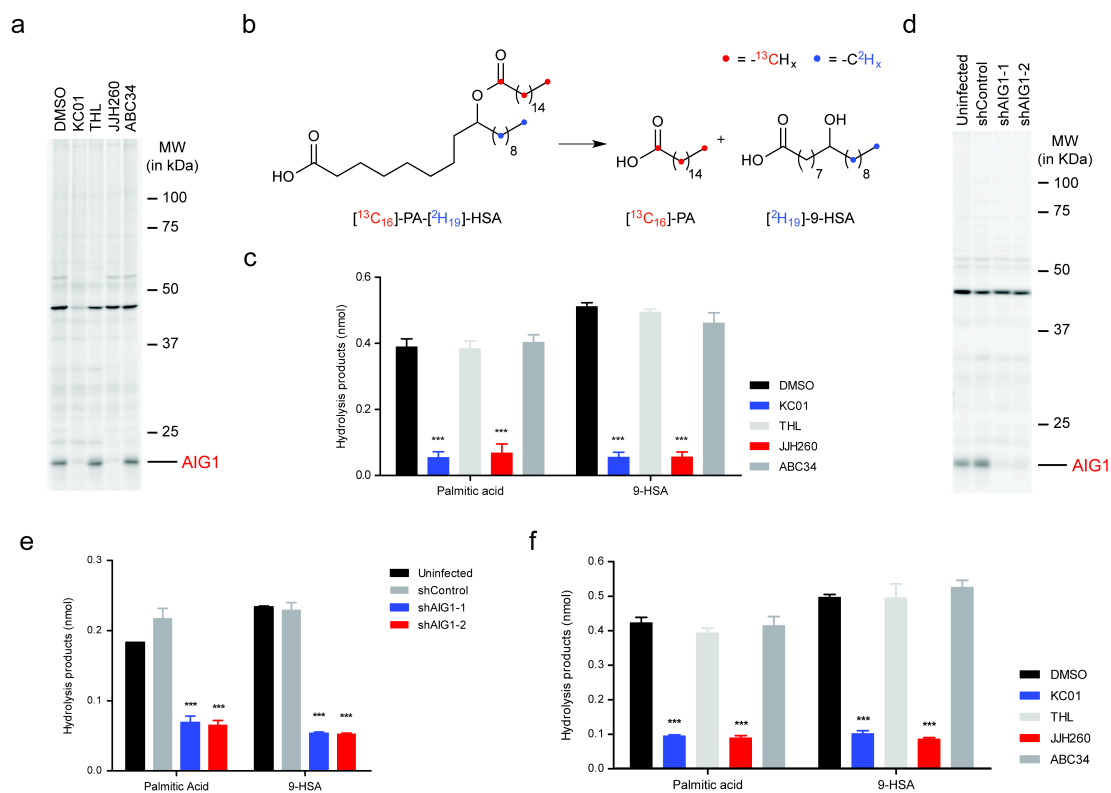 a
DMSO
KC01
THL
JJH260
ABC34
MW
(in kDa)
100
75
50
37
25
AIG1
b
O
O
14
8
O
HO
[¹³C₁₆]-PA-[²H₁₉]-HSA
= -¹³CHₓ
= -C²Hₓ
O
HO
14
+
O
OH
HO
7
8
[¹³C₁₆]-PA
[²H₁₉]-9-HSA
c
Hydrolysis products (nmol)
0.6
0.4
0.2
0.0
***
***
***
***
Palmitic acid
9-HSA
DMSO
KC01
THL
JJH260
ABC34
d
Uninfected
shControl
shAIG1-1
shAIG1-2
MW
(in kDa)
100
75
50
37
25
AIG1
e
Hydrolysis products (nmol)
0.3
0.2
0.1
0.0
***
***
***
***
Palmitic Acid
9-HSA
Uninfected
shControl
shAIG1-1
shAIG1-2
f
Hydrolysis products (nmol)
0.6
0.5
0.4
0.3
0.2
0.1
0.0
***
***
***
***
Palmitic acid
9-HSA
DMSO
KC01
THL
JJH260
ABC34